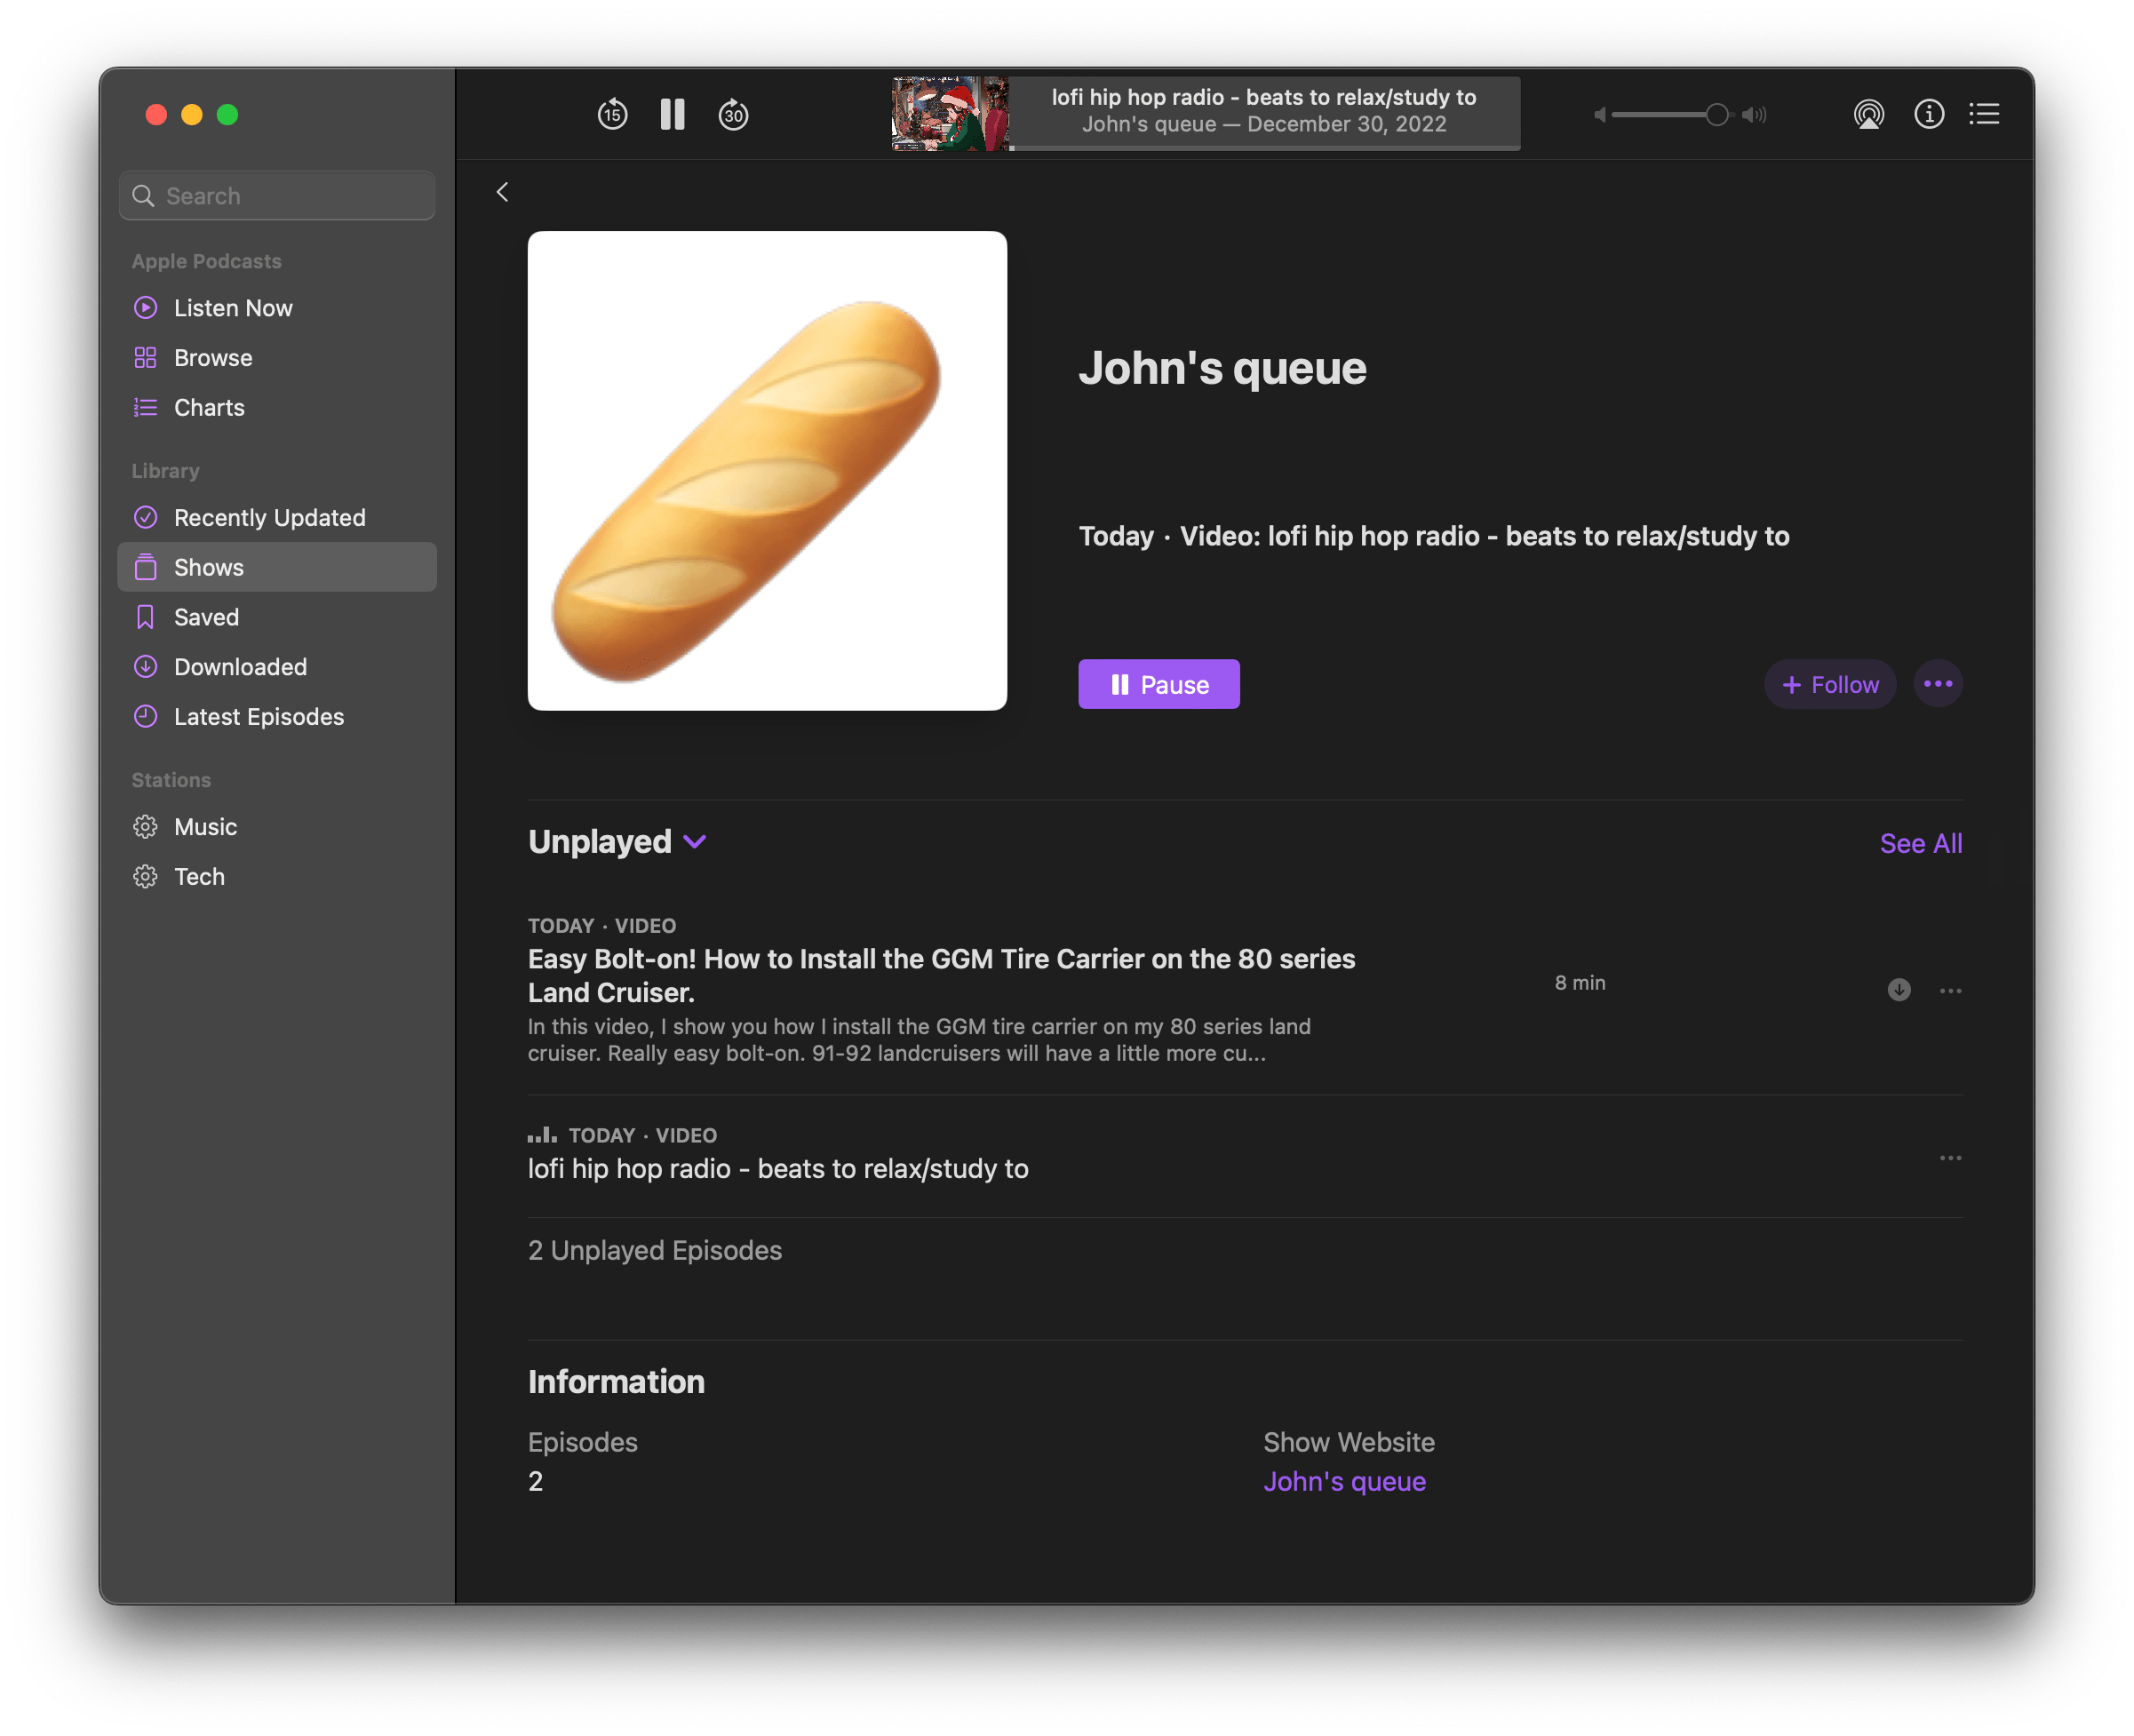 15
30
lofi hip hop radio - beats to relax/study to
John's queue — December 30, 2022
Search
Apple Podcasts
Listen Now
Browse
Charts
Library
Recently Updated
Shows
Saved
Downloaded
Latest Episodes
Stations
Music
Tech
John's queue
Today · Video: lofi hip hop radio - beats to relax/study to
Pause
+ Follow
Unplayed
See All
TODAY · VIDEO
Easy Bolt-on! How to Install the GGM Tire Carrier on the 80 series
Land Cruiser.
In this video, I show you how I install the GGM tire carrier on my 80 series land
cruiser. Really easy bolt-on. 91-92 landcruisers will have a little more cu...
8 min
TODAY · VIDEO
lofi hip hop radio - beats to relax/study to
2 Unplayed Episodes
Information
Episodes
2
Show Website
John's queue